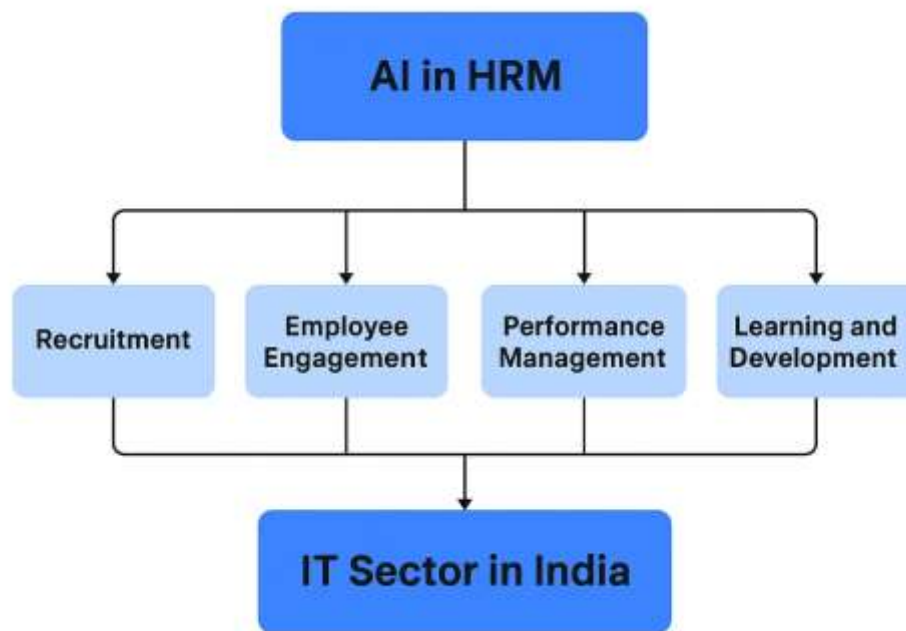 AI in HRM
Recruitment
Employee
Engagement
Performance
Management
Learning and
Development
IT Sector in India